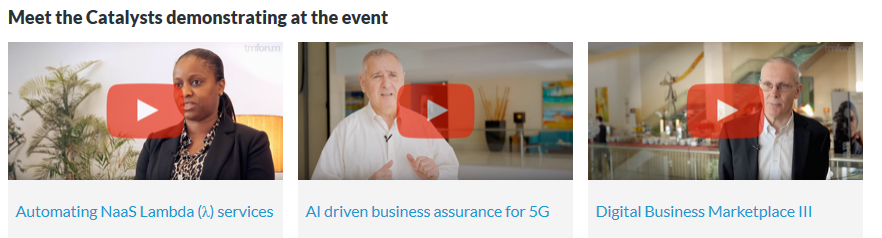 Meet the Catalysts demonstrating at the event
tmforum
tmforum
Automating NaaS Lambda (λ) services
AI driven business assurance for 5G
Digital Business Marketplace III